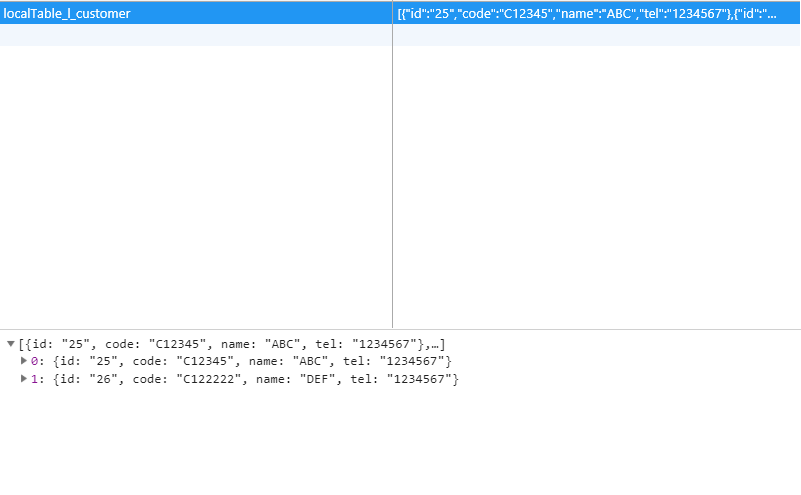 localTable_l_customer
[{"id":"25","code":"C12345","name":"ABC","tel":"1234567"},{"id":"...
[{id: "25", code: "C12345", name: "ABC", tel: "1234567"},…]
0: {id: "25", code: "C12345", name: "ABC", tel: "1234567"}
1: {id: "26", code: "C122222", name: "DEF", tel: "1234567"}